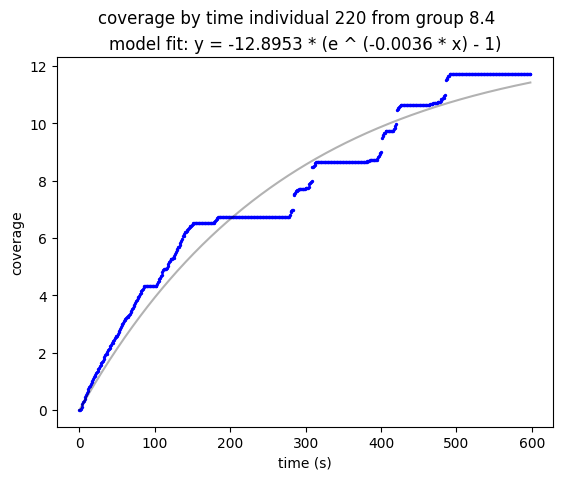 coverage by time individual 220 from group 8.4
model fit: y = -12.8953 * (e ^ (-0.0036 * x) - 1)
12
10
8
6
4
2
0
coverage
0 100 200 300 400 500 600
time (s)